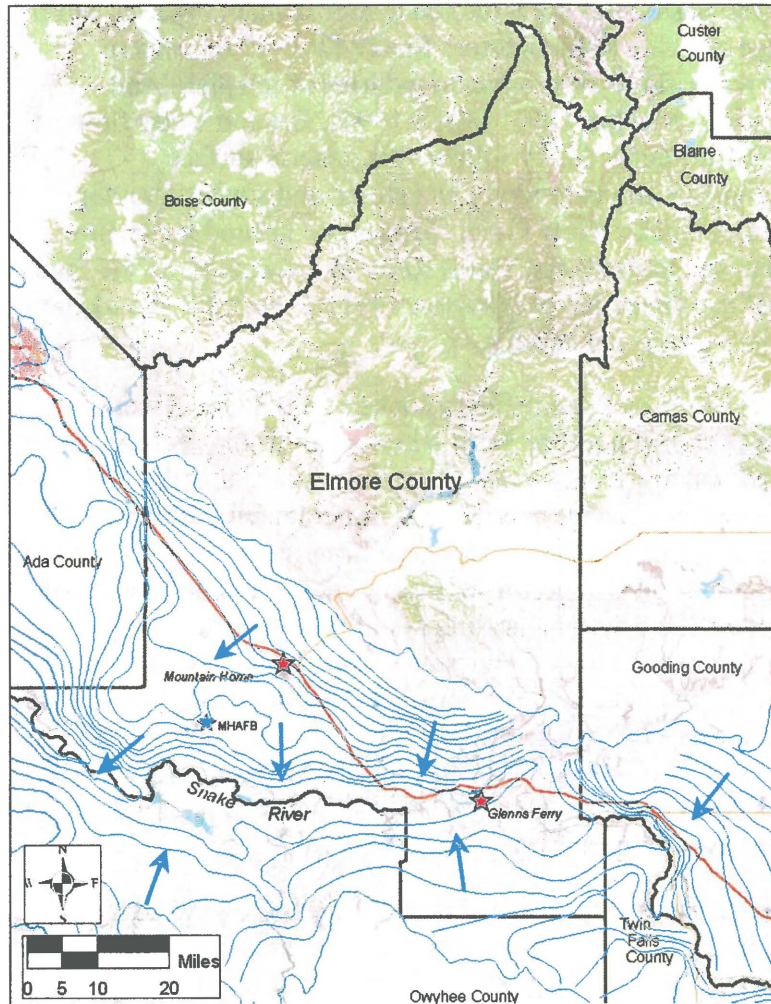 Custer
County
Blaine
County
Boise County
Camas County
Elmore County
Ada County
Gooding County
Mountain Home
MHAFB
Snake
River
Glenns Ferry
N
Twin
Falls
County
Miles
0 5 10 20
Owyhee County